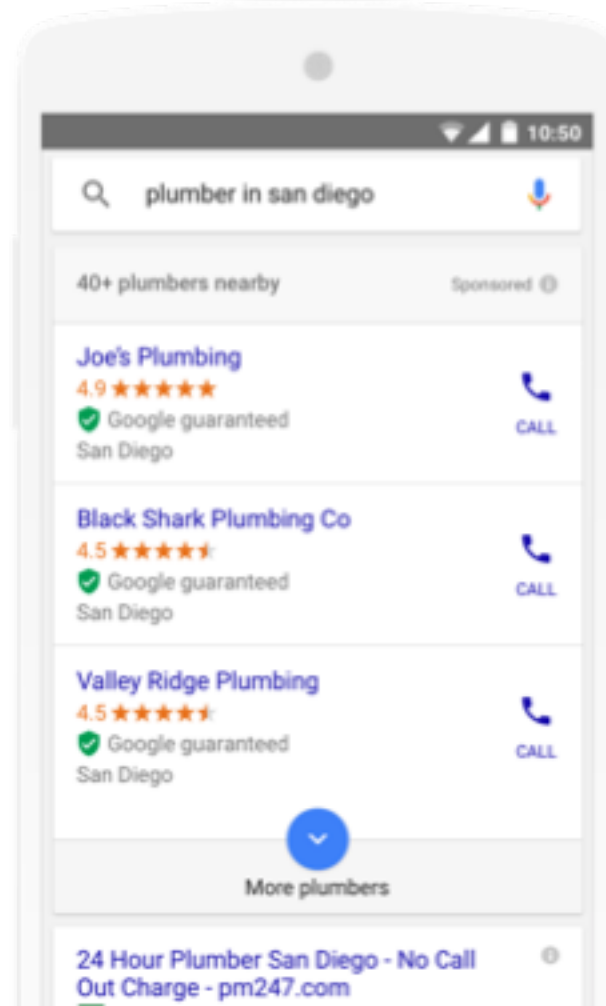 10:50
plumber in san diego
40+ plumbers nearby Sponsored
Joe's Plumbing
4.9
Google guaranteed
CALL
San Diego
Black Shark Plumbing Co
4.5
Google guaranteed
CALL
San Diego
Valley Ridge Plumbing
4.5
Google guaranteed
CALL
San Diego
More plumbers
24 Hour Plumber San Diego - No Call
Out Charge - pm247.com